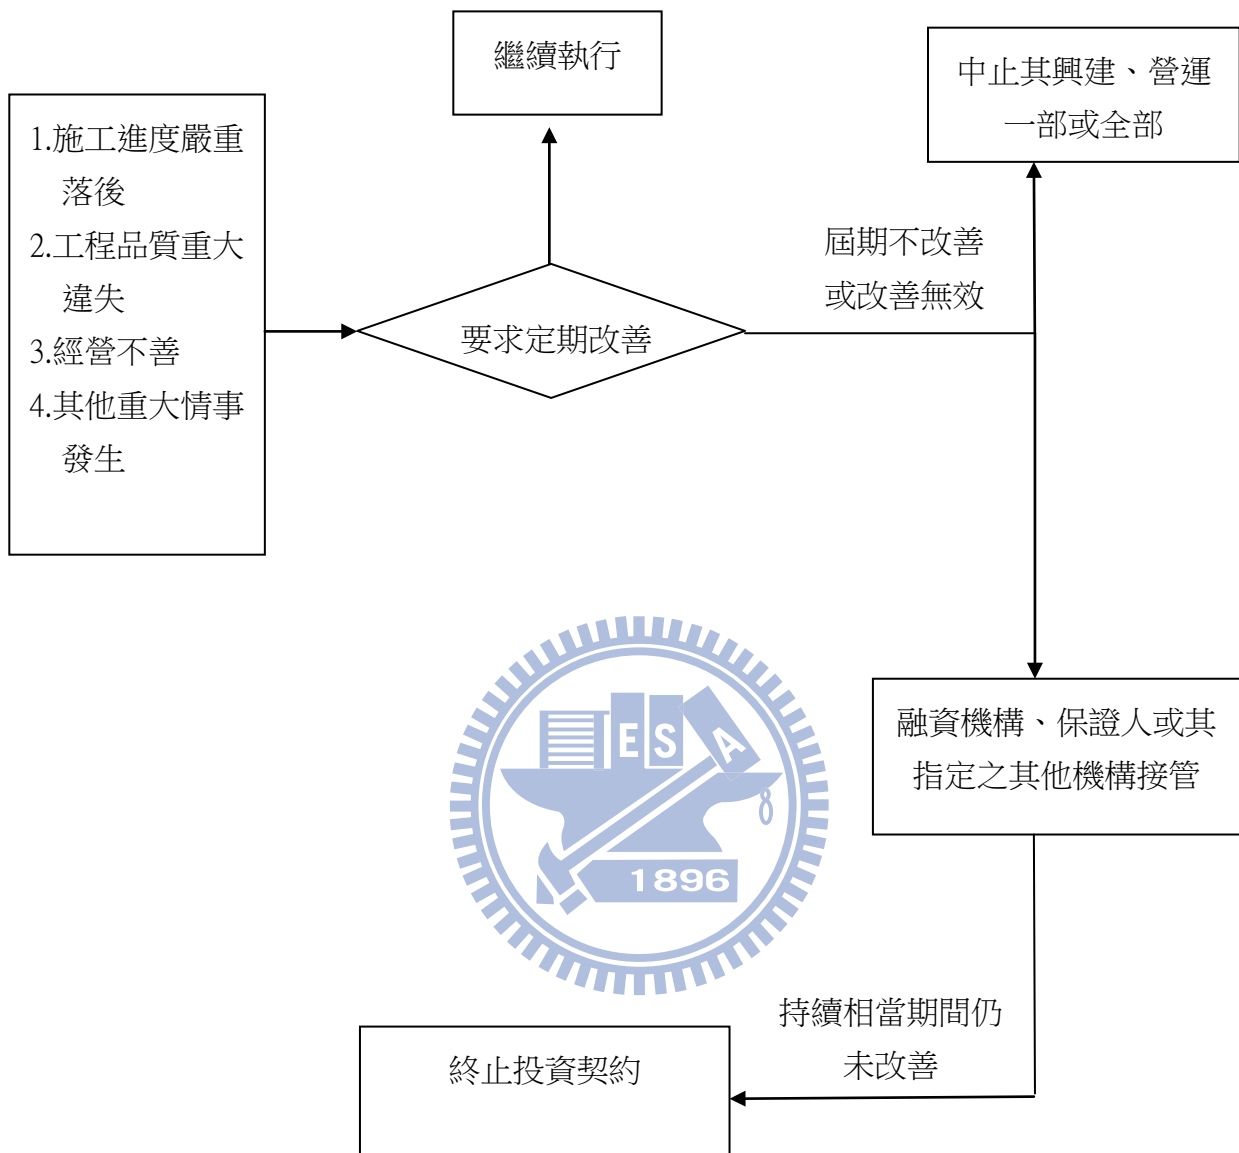 繼續執行
中止其興建、營運
一部或全部
1.施工進度嚴重
落後
2.工程品質重大
違失
3.經營不善
4.其他重大情事
發生
要求定期改善
屆期不改善
或改善無效
融資機構、保證人或其
指定之其他機構接管
E S A
1896
持續相當期間仍
未改善
終止投資契約